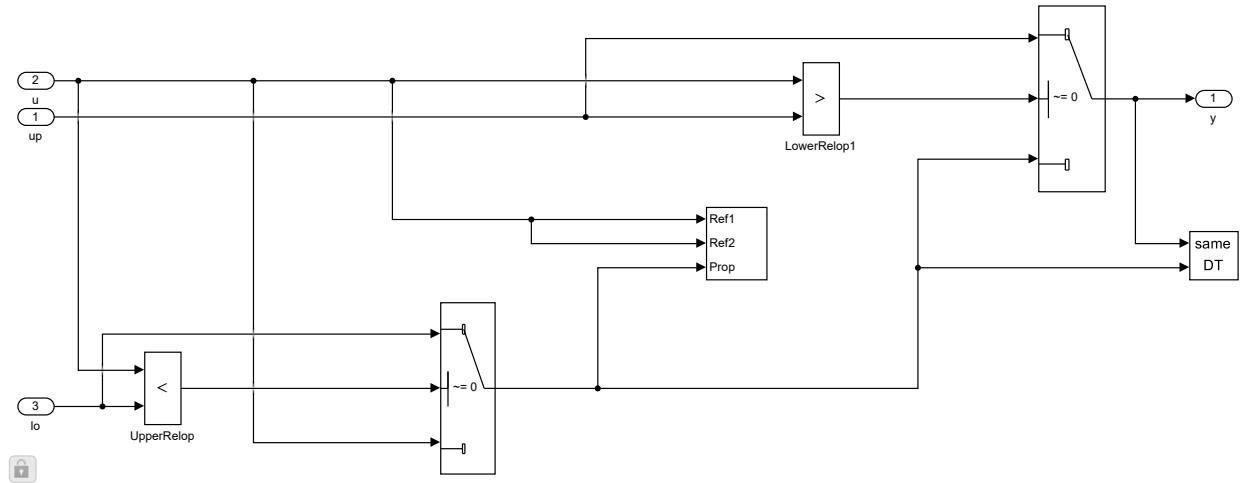 2
u
1
up
>
LowerRelop1
~= 0
1
y
Ref1
Ref2
Prop
same
DT
<
UpperRelop
~= 0
3
lo